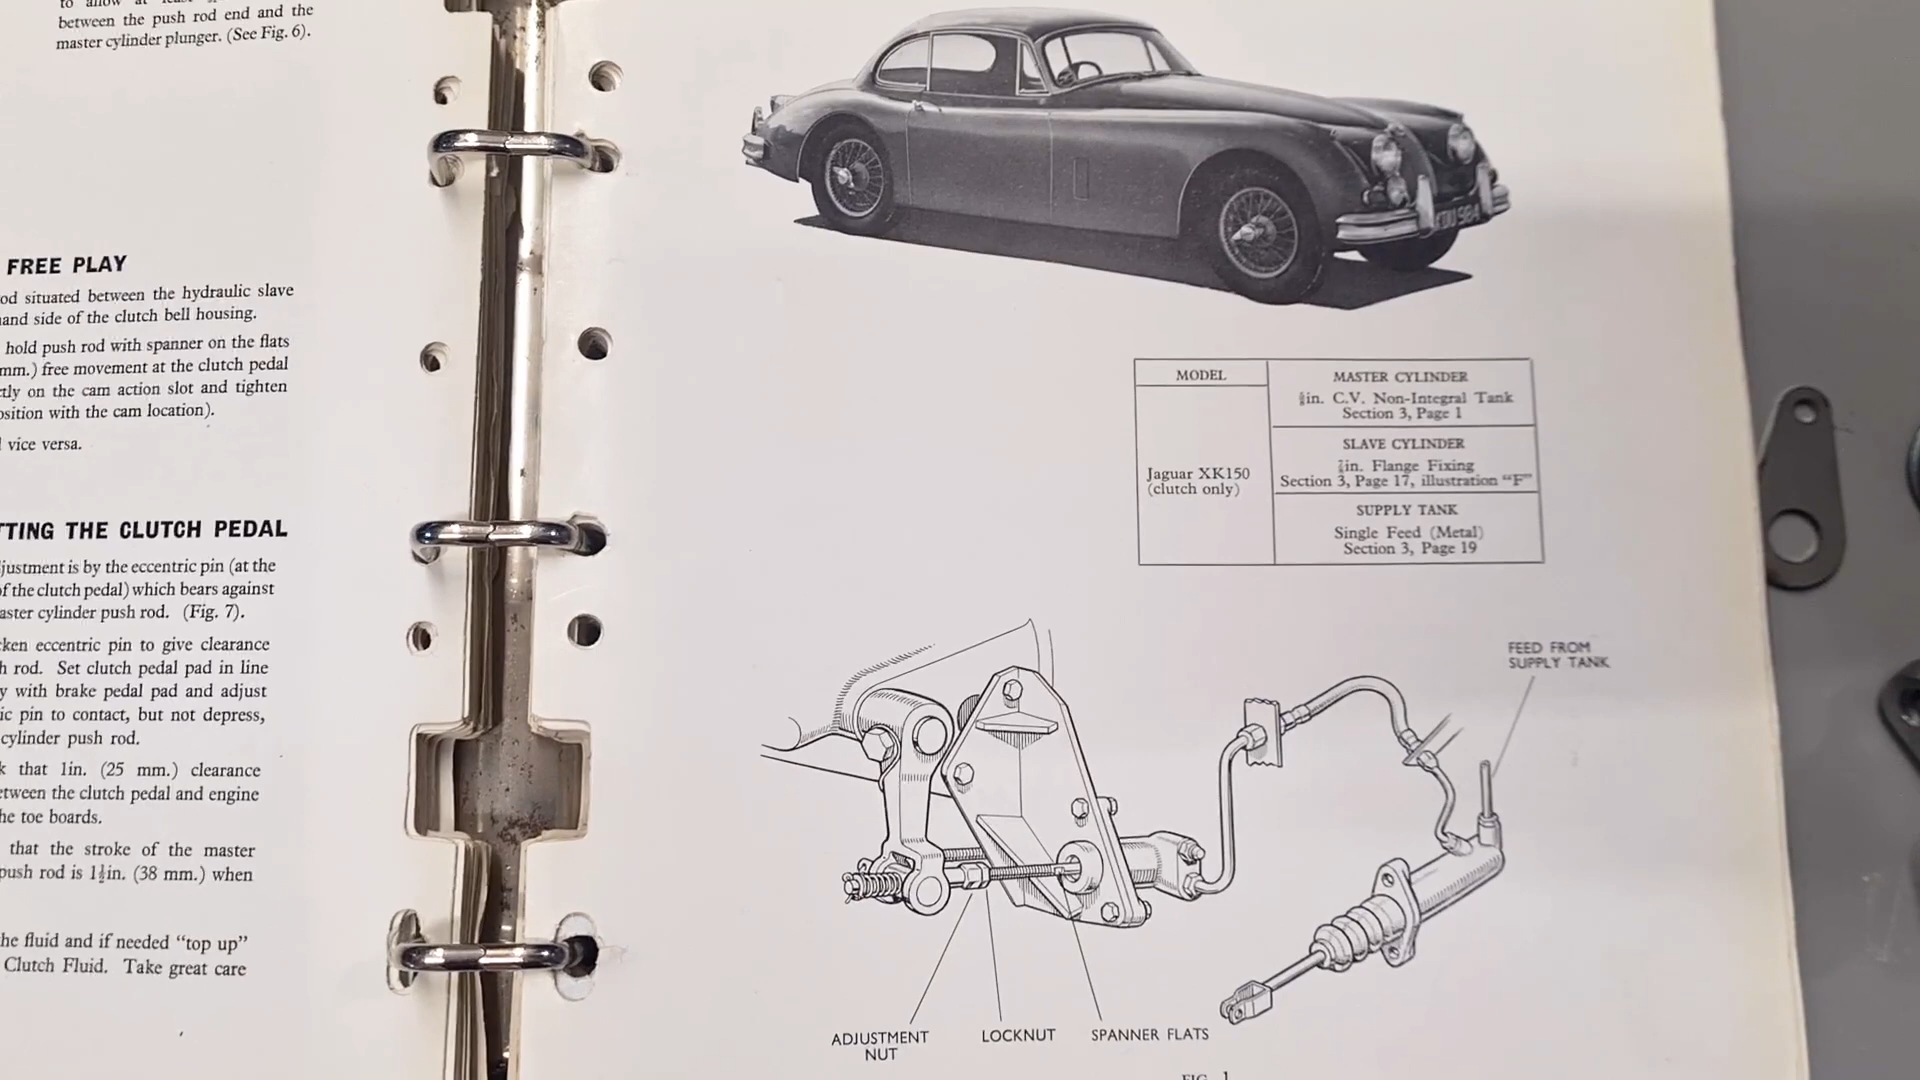 between the push rod end and the
master cylinder plunger. (See Fig. 6).
FREE PLAY
od situated between the hydraulic slave
and side of the clutch bell housing.
hold push rod with spanner on the flats
mm.) free movement at the clutch pedal
tly on the cam action slot and tighten
osition with the cam location).
vice versa.
TTING THE CLUTCH PEDAL
justment is by the eccentric pin (at the
of the clutch pedal) which bears against
aster cylinder push rod. (Fig. 7).
ken eccentric pin to give clearance
h rod. Set clutch pedal pad in line
y with brake pedal pad and adjust
ic pin to contact, but not depress,
cylinder push rod.
k that 1in. (25 mm.) clearance
etween the clutch pedal and engine
he toe boards.
that the stroke of the master
push rod is 1½in. (38 mm.) when
he fluid and if needed “top up”
Clutch Fluid. Take great care
MODEL
Jaguar XK150
(clutch only)
MASTER CYLINDER
in. C.V. Non-Integral Tank
Section 3, Page 1
SLAVE CYLINDER
in. Flange Fixing
Section 3, Page 17, illustration “F”
SUPPLY TANK
Single Feed (Metal)
Section 3, Page 19
FEED FROM
SUPPLY TANK
ADJUSTMENT
NUT
LOCKNUT
SPANNER FLATS
FIG. 1